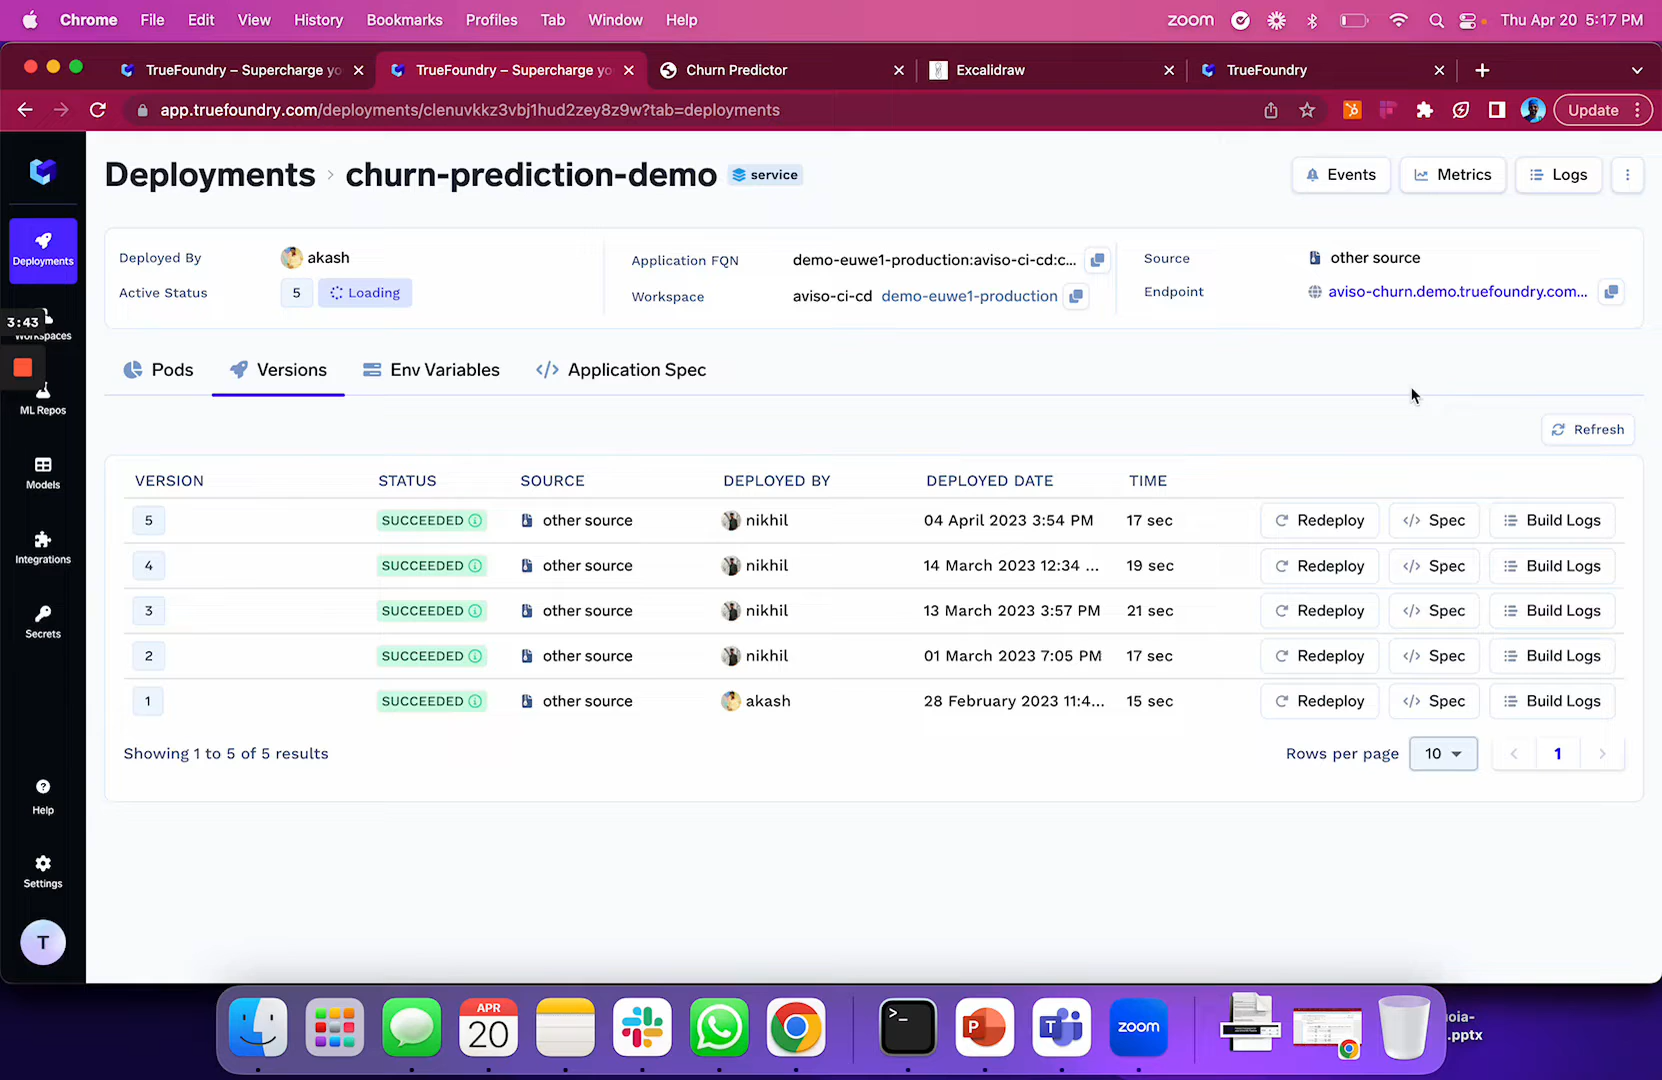 Chrome File Edit View History Bookmarks Profiles Tab Window Help zoom Thu Apr 20 5:17 PM
TrueFoundry – Supercharge yo TrueFoundry – Supercharge yo Churn Predictor Excalidraw TrueFoundry
app.truefoundry.com/deployments/clenuvkkz3vbj1hud2zey8z9w?tab=deployments Update
Deployments › churn-prediction-demo service Events Metrics Logs
Deployed By akash Application FQN demo-euwe1-production:aviso-ci-cd:c... Source other source
Active Status 5 Loading Workspace aviso-ci-cd demo-euwe1-production Endpoint aviso-churn.demo.truefoundry.com...
Pods Versions Env Variables </> Application Spec
Refresh
VERSION STATUS SOURCE DEPLOYED BY DEPLOYED DATE TIME
5 SUCCEEDED other source nikhil 04 April 2023 3:54 PM 17 sec Redeploy </> Spec Build Logs
4 SUCCEEDED other source nikhil 14 March 2023 12:34 ... 19 sec Redeploy </> Spec Build Logs
3 SUCCEEDED other source nikhil 13 March 2023 3:57 PM 21 sec Redeploy </> Spec Build Logs
2 SUCCEEDED other source nikhil 01 March 2023 7:05 PM 17 sec Redeploy </> Spec Build Logs
1 SUCCEEDED other source akash 28 February 2023 11:4... 15 sec Redeploy </> Spec Build Logs
Showing 1 to 5 of 5 results Rows per page 10 1
Deployments
3:43
Workspaces
ML Repos
Models
Integrations
Secrets
Help
Settings
T
APR
20
P
T
zoom
.pptx